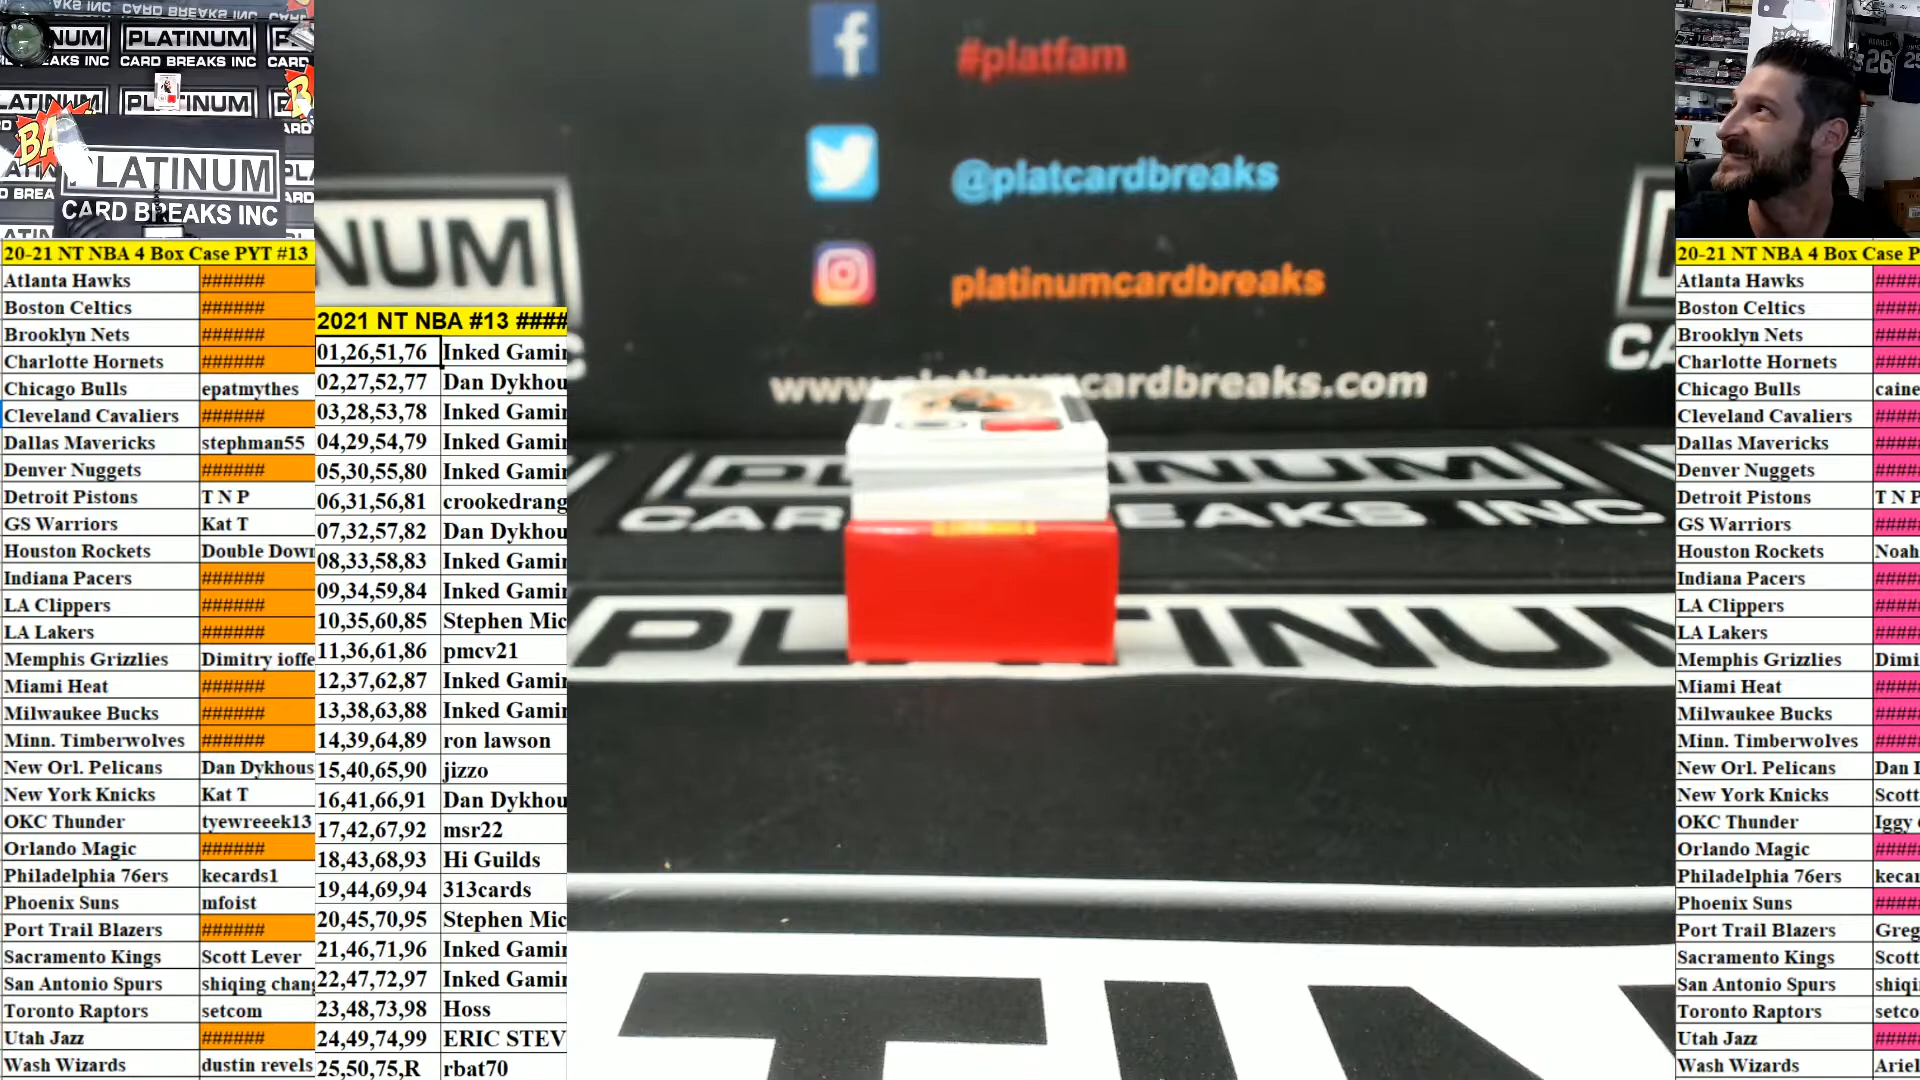 PLATINUM
CARD BREAKS INC
PLATINUM
CARD BREAKS INC
20-21 NT NBA 4 Box Case PYT #13
Atlanta Hawks ######
Boston Celtics ######
Brooklyn Nets ######
Charlotte Hornets ######
Chicago Bulls epatmythes
Cleveland Cavaliers ######
Dallas Mavericks stephman55
Denver Nuggets ######
Detroit Pistons T N P
GS Warriors Kat T
Houston Rockets Double Down
Indiana Pacers ######
LA Clippers ######
LA Lakers ######
Memphis Grizzlies Dimitry ioffe
Miami Heat ######
Milwaukee Bucks ######
Minn. Timberwolves ######
New Orl. Pelicans Dan Dykhous
New York Knicks Kat T
OKC Thunder tyewreeek13
Orlando Magic ######
Philadelphia 76ers kecards1
Phoenix Suns mfoist
Port Trail Blazers ######
Sacramento Kings Scott Lever
San Antonio Spurs shiqing chang
Toronto Raptors setcom
Utah Jazz ######
Wash Wizards dustin revels
2021 NT NBA #13 ####
01,26,51,76 Inked Gamin
02,27,52,77 Dan Dykhou
03,28,53,78 Inked Gamin
04,29,54,79 Inked Gamin
05,30,55,80 Inked Gamin
06,31,56,81 crookedrang
07,32,57,82 Dan Dykhou
08,33,58,83 Inked Gamin
09,34,59,84 Inked Gamin
10,35,60,85 Stephen Mic
11,36,61,86 pmcv21
12,37,62,87 Inked Gamin
13,38,63,88 Inked Gamin
14,39,64,89 ron lawson
15,40,65,90 jizzo
16,41,66,91 Dan Dykhou
17,42,67,92 msr22
18,43,68,93 Hi Guilds
19,44,69,94 313cards
20,45,70,95 Stephen Mic
21,46,71,96 Inked Gamin
22,47,72,97 Inked Gamin
23,48,73,98 Hoss
24,49,74,99 ERIC STEV
25,50,75,R rbat70
#platfam
@platcardbreaks
platinumcardbreaks
www.platinumcardbreaks.com
NUM
PLATINUM
CARD BREAKS INC
PLATINUM
TIN
26
20-21 NT NBA 4 Box Case P
Atlanta Hawks #####
Boston Celtics #####
Brooklyn Nets #####
Charlotte Hornets #####
Chicago Bulls caine
Cleveland Cavaliers #####
Dallas Mavericks #####
Denver Nuggets #####
Detroit Pistons T N P
GS Warriors #####
Houston Rockets Noah
Indiana Pacers #####
LA Clippers #####
LA Lakers #####
Memphis Grizzlies Dimi
Miami Heat #####
Milwaukee Bucks #####
Minn. Timberwolves #####
New Orl. Pelicans Dan D
New York Knicks Scott
OKC Thunder Iggy
Orlando Magic #####
Philadelphia 76ers kecar
Phoenix Suns #####
Port Trail Blazers Greg
Sacramento Kings Scott
San Antonio Spurs shiqi
Toronto Raptors setco
Utah Jazz #####
Wash Wizards Ariel